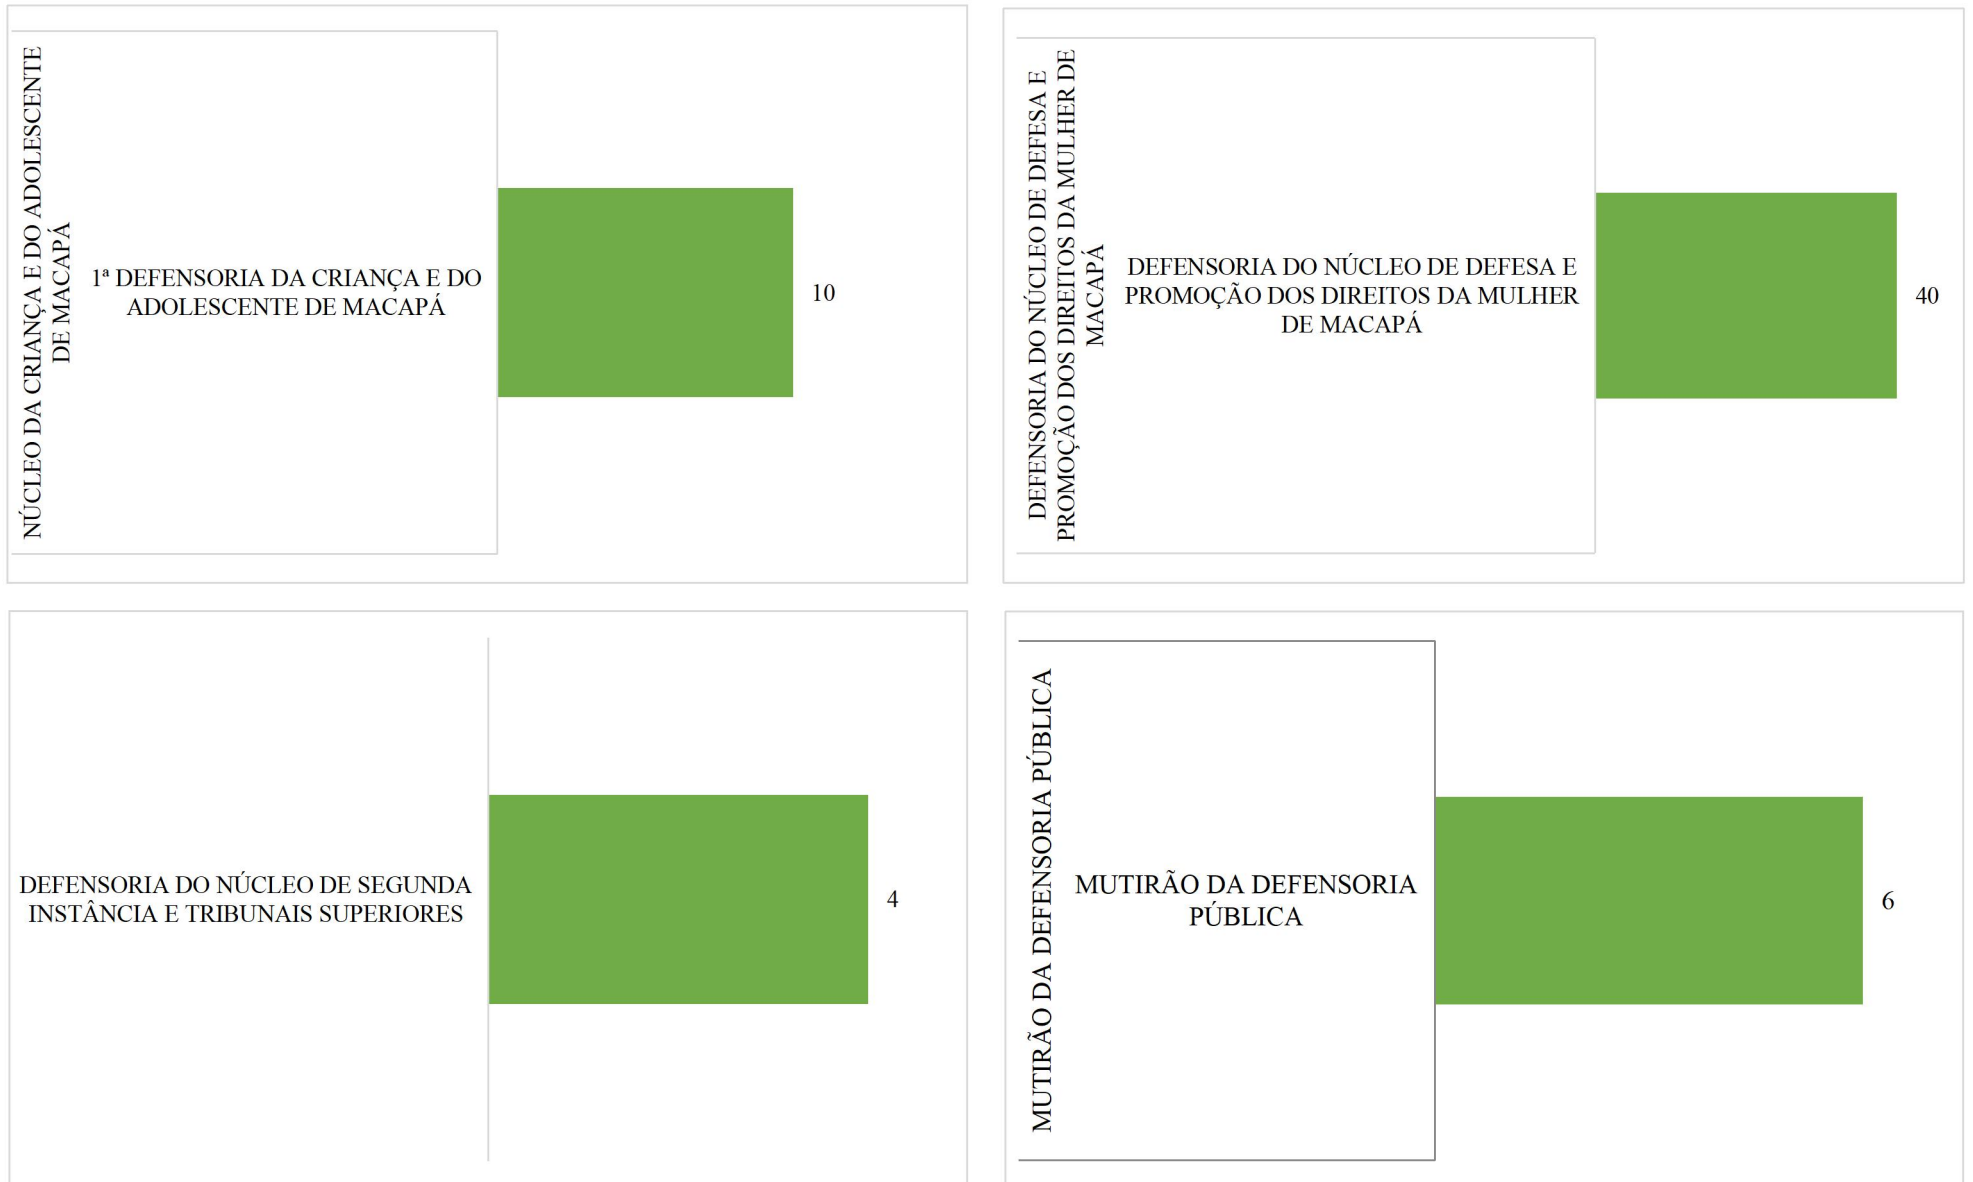 NÚCLEO DA CRIANÇA E DO ADOLESCENTE
DE MACAPÁ
1ª DEFENSORIA DA CRIANÇA E DO
ADOLESCENTE DE MACAPÁ
10
DEFENSORIA DO NÚCLEO DE DEFESA E
PROMOÇÃO DOS DIREITOS DA MULHER DE
MACAPÁ
DEFENSORIA DO NÚCLEO DE DEFESA E
PROMOÇÃO DOS DIREITOS DA MULHER
DE MACAPÁ
40
DEFENSORIA DO NÚCLEO DE SEGUNDA
INSTÂNCIA E TRIBUNAIS SUPERIORES
4
MUTIRÃO DA DEFENSORIA PÚBLICA
MUTIRÃO DA DEFENSORIA
PÚBLICA
6